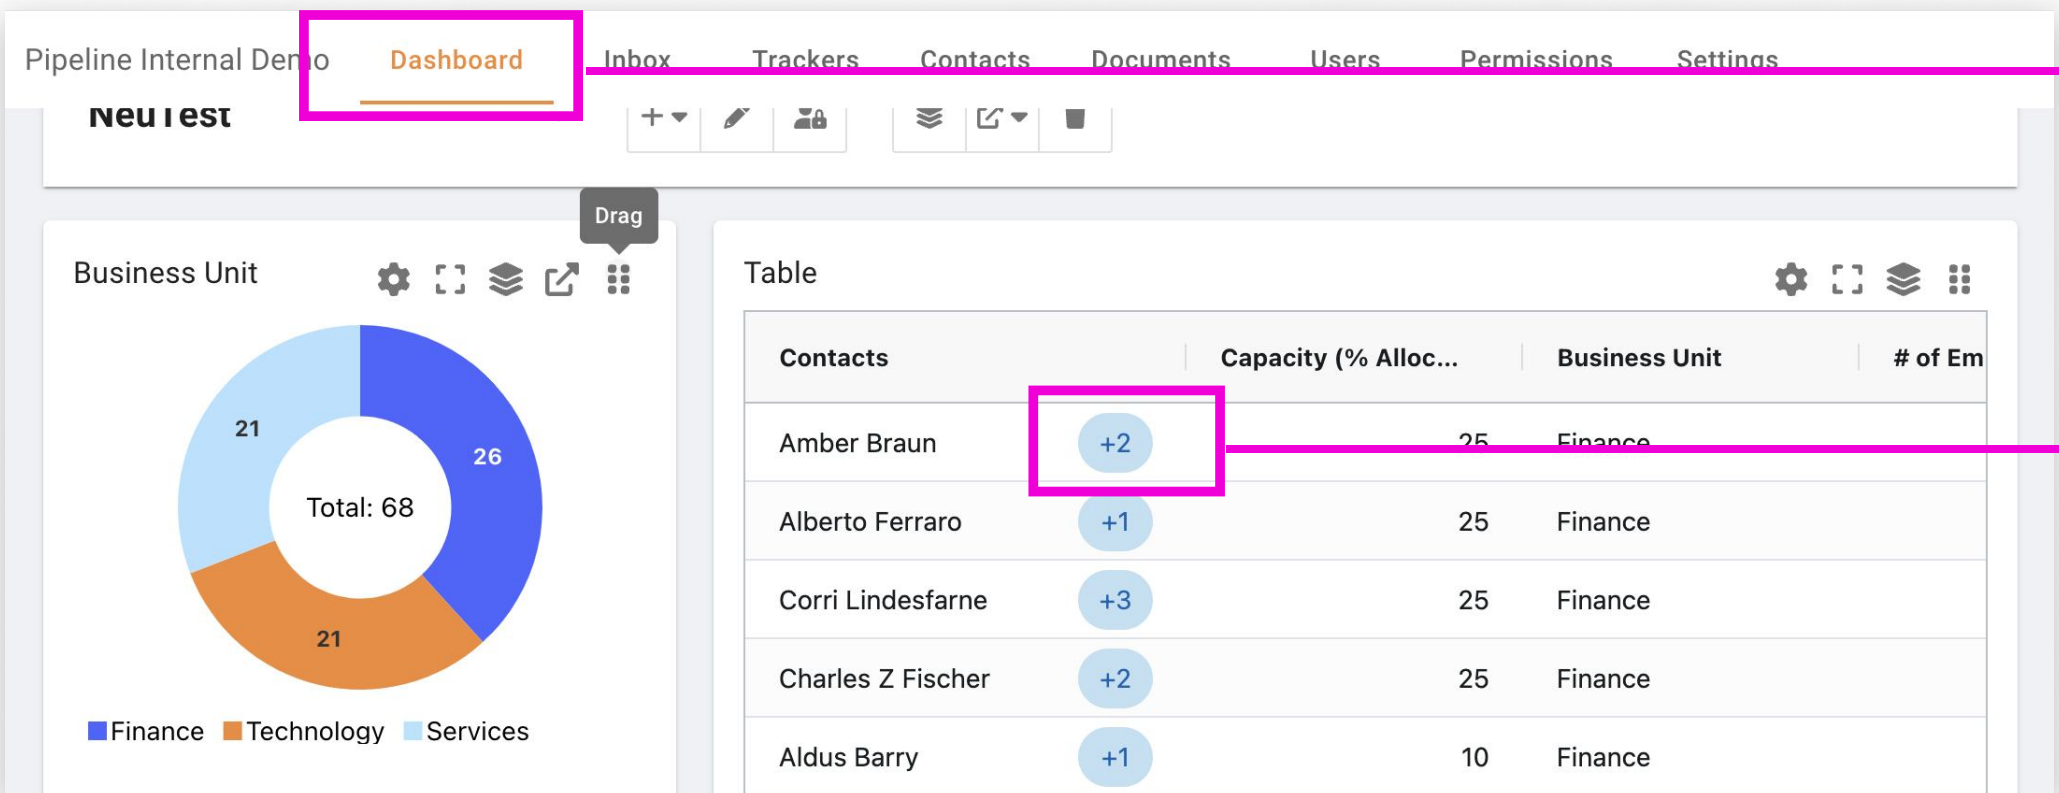 Pipeline Internal Demo Dashboard Inbox Trackers Contacts Documents Users Permissions Settings
NeuTest
Drag
Business Unit
21
26
Total: 68
21
Finance Technology Services
Table
Contacts Capacity (% Alloc... Business Unit # of Em
Amber Braun +2 25 Finance
Alberto Ferraro +1 25 Finance
Corri Lindesfarne +3 25 Finance
Charles Z Fischer +2 25 Finance
Aldus Barry +1 10 Finance